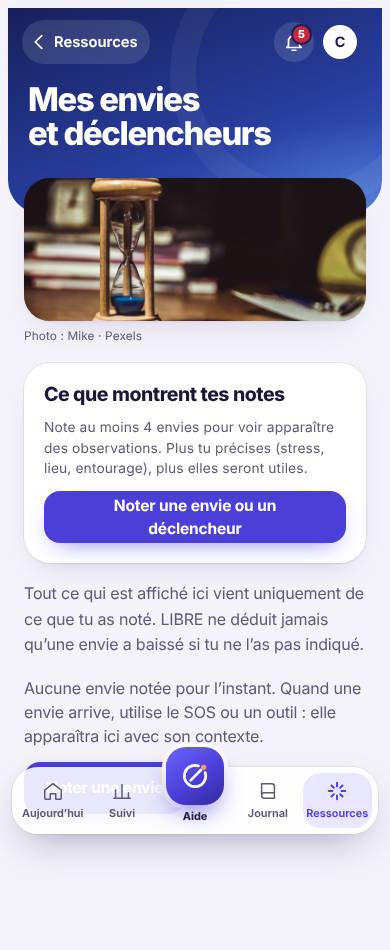 Ressources
5
C
Mes envies
et déclencheurs
Photo : Mike · Pexels
Ce que montrent tes notes
Note au moins 4 envies pour voir apparaître
des observations. Plus tu précises (stress,
lieu, entourage), plus elles seront utiles.
Noter une envie ou un
déclencheur
Tout ce qui est affiché ici vient uniquement de
ce que tu as noté. LIBRE ne déduit jamais
qu’une envie a baissé si tu ne l’as pas indiqué.
Aucune envie notée pour l’instant. Quand une
envie arrive, utilise le SOS ou un outil : elle
apparaîtra ici avec son contexte.
Noter une envie
Aujourd’hui
Suivi
Aide
Journal
Ressources